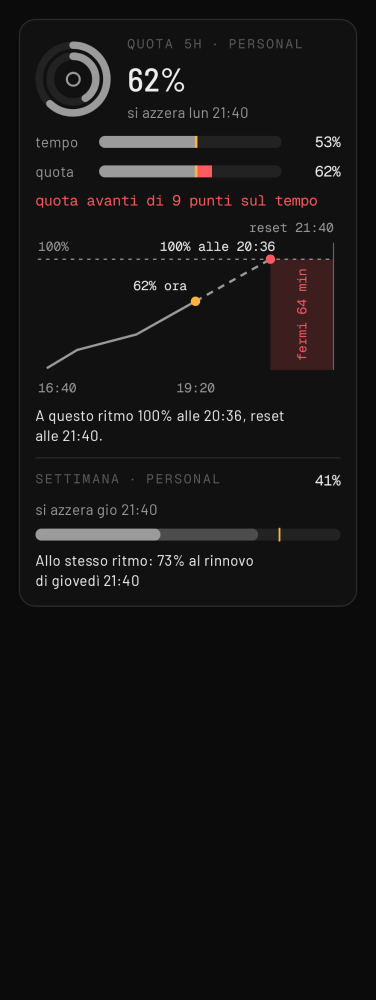 QUOTA 5H · PERSONAL
62%
si azzera lun 21:40
tempo 53%
quota 62%
quota avanti di 9 punti sul tempo
reset 21:40
100% 100% alle 20:36
62% ora
fermi 64 min
16:40 19:20
A questo ritmo 100% alle 20:36, reset
alle 21:40.
SETTIMANA · PERSONAL 41%
si azzera gio 21:40
Allo stesso ritmo: 73% al rinnovo
di giovedì 21:40